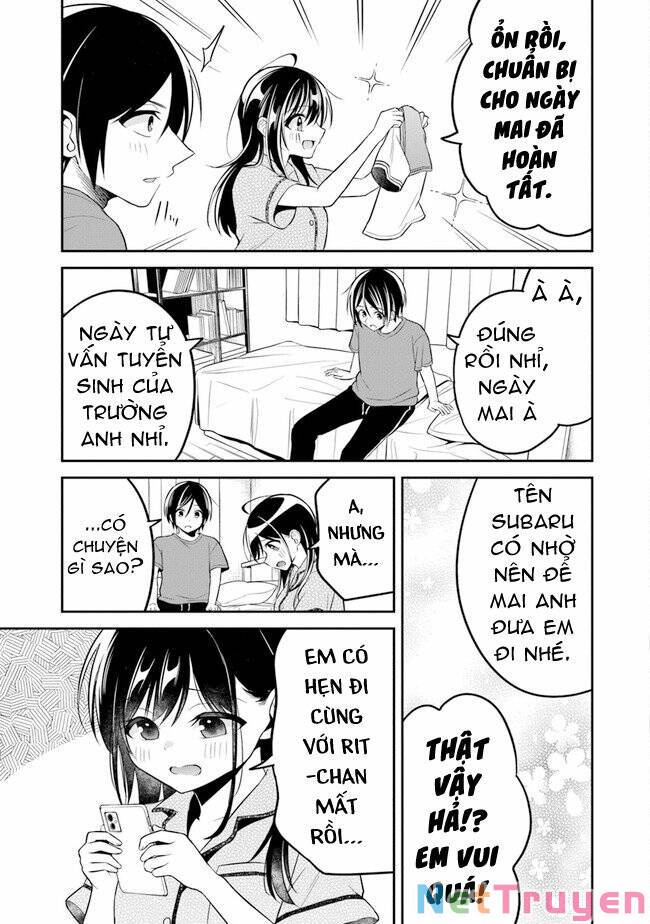 ỔN RỒI,
CHUẨN BỊ
CHO NGÀY
MAI ĐÃ
HOÀN
TẤT.
À À,
ĐÚNG
RỒI NHỈ,
NGÀY
MAI À
NGÀY TƯ
VẤN TUYỂN
SINH CỦA
TRƯỜNG
ANH NHỈ.
TÊN
SUBARU
CÓ NHỜ
NÊN ĐỂ
MAI ANH
ĐƯA EM
ĐI NHÉ.
THẬT
VẬY
HẢ!?
EM VUI
QUÁ!
A,
NHƯNG
MÀ...
...CÓ
CHUYỆN
GÌ SAO?
EM CÓ
HẸN ĐI
CÙNG
VỚI RIT
-CHAN
MẤT
RỒI...
NetTruyen